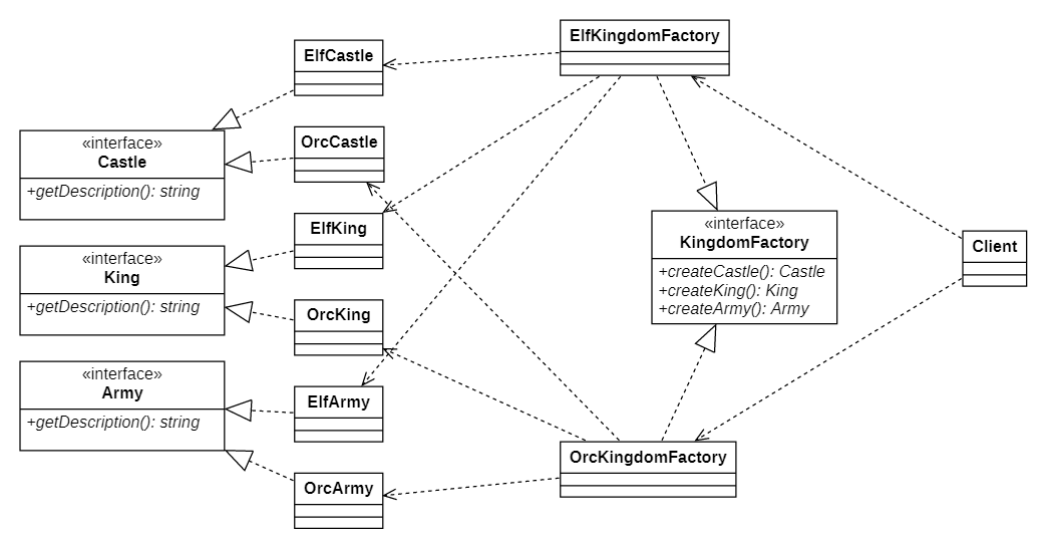 ElfKingdomFactory
ElfCastle
«interface»
Castle
+getDescription(): string
OrcCastle
«interface»
King
+getDescription(): string
ElfKing
OrcKing
«interface»
KingdomFactory
+createCastle(): Castle
+createKing(): King
+createArmy(): Army
Client
«interface»
Army
+getDescription(): string
ElfArmy
OrcArmy
OrcKingdomFactory